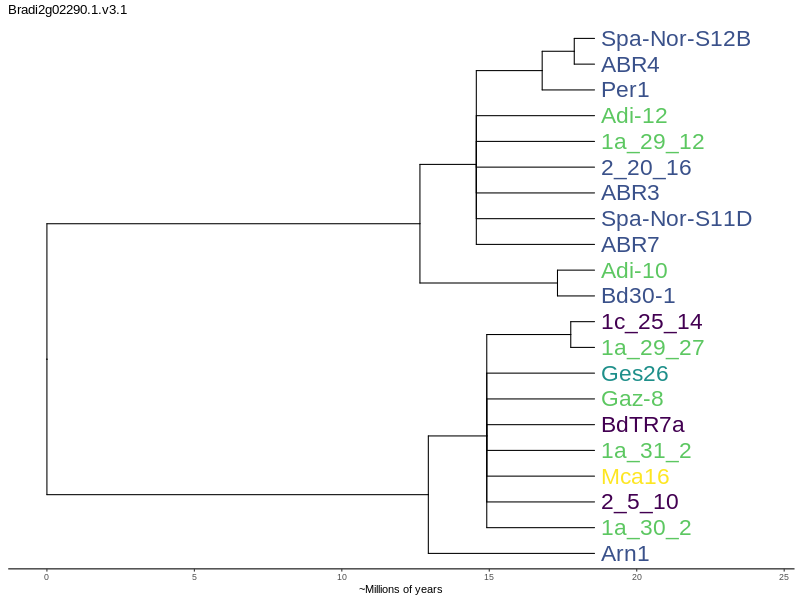 Bradi2g02290.1.v3.1
Spa-Nor-S12B
ABR4
Per1
Adi-12
1a_29_12
2_20_16
ABR3
Spa-Nor-S11D
ABR7
Adi-10
Bd30-1
1c_25_14
1a_29_27
Ges26
Gaz-8
BdTR7a
1a_31_2
Mca16
2_5_10
1a_30_2
Arn1
0 5 10 15 20 25
~Millions of years